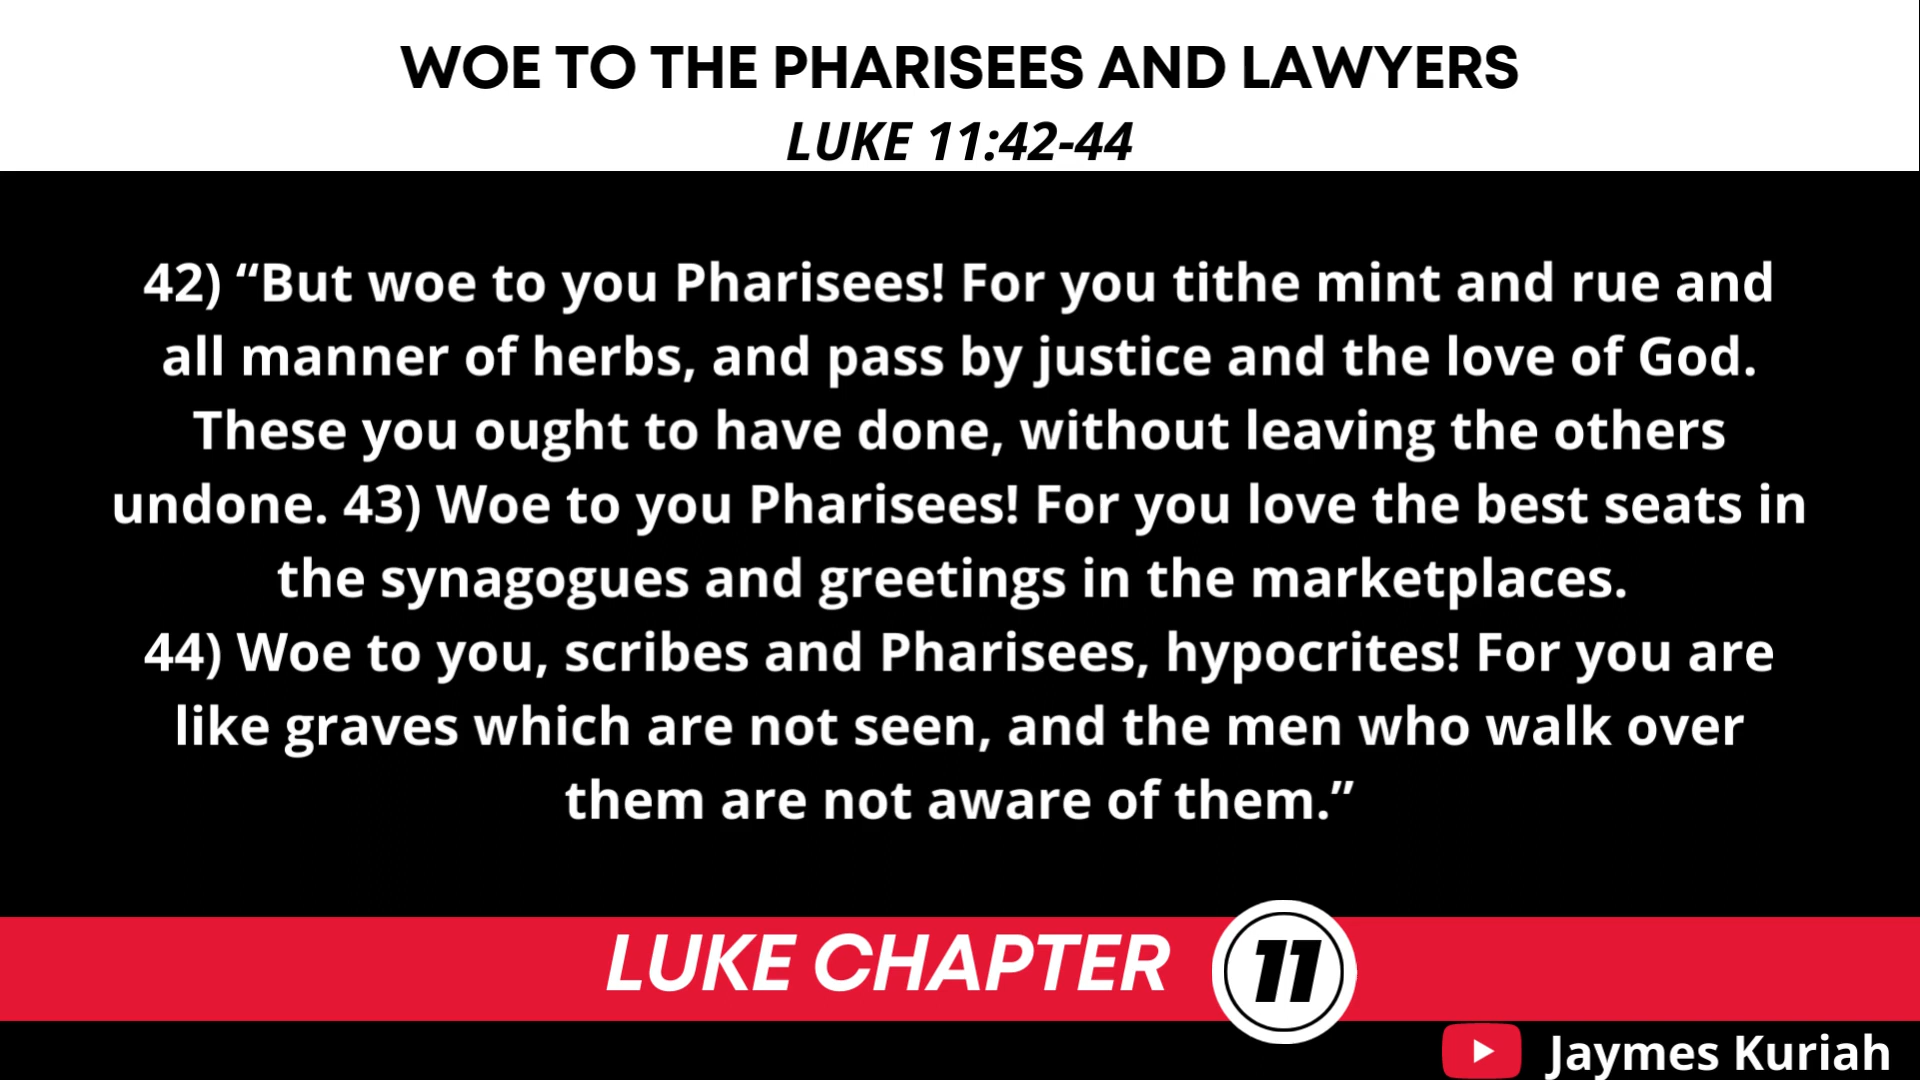 WOE TO THE PHARISEES AND LAWYERS
LUKE 11:42-44
42) “But woe to you Pharisees! For you tithe mint and rue and
all manner of herbs, and pass by justice and the love of God.
These you ought to have done, without leaving the others
undone. 43) Woe to you Pharisees! For you love the best seats in
the synagogues and greetings in the marketplaces.
44) Woe to you, scribes and Pharisees, hypocrites! For you are
like graves which are not seen, and the men who walk over
them are not aware of them.”
LUKE CHAPTER 11
Jaymes Kuriah